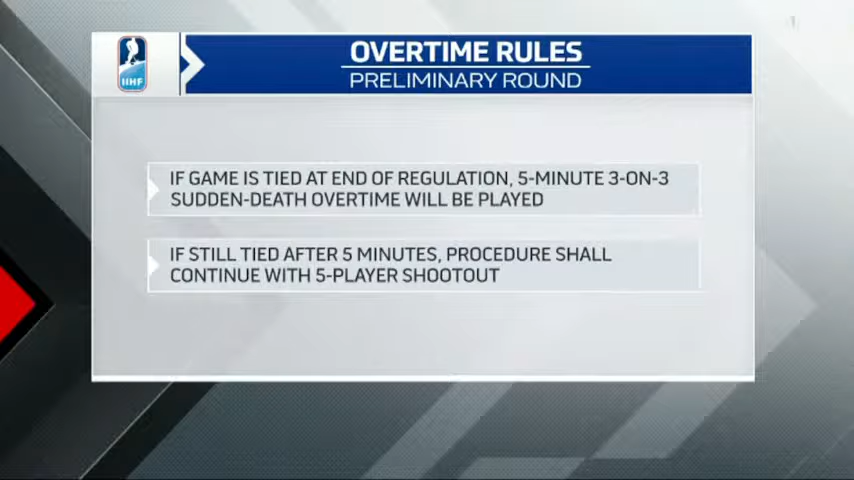 OVERTIME RULES
PRELIMINARY ROUND
IIHF
IF GAME IS TIED AT END OF REGULATION, 5-MINUTE 3-ON-3
SUDDEN-DEATH OVERTIME WILL BE PLAYED
IF STILL TIED AFTER 5 MINUTES, PROCEDURE SHALL
CONTINUE WITH 5-PLAYER SHOOTOUT